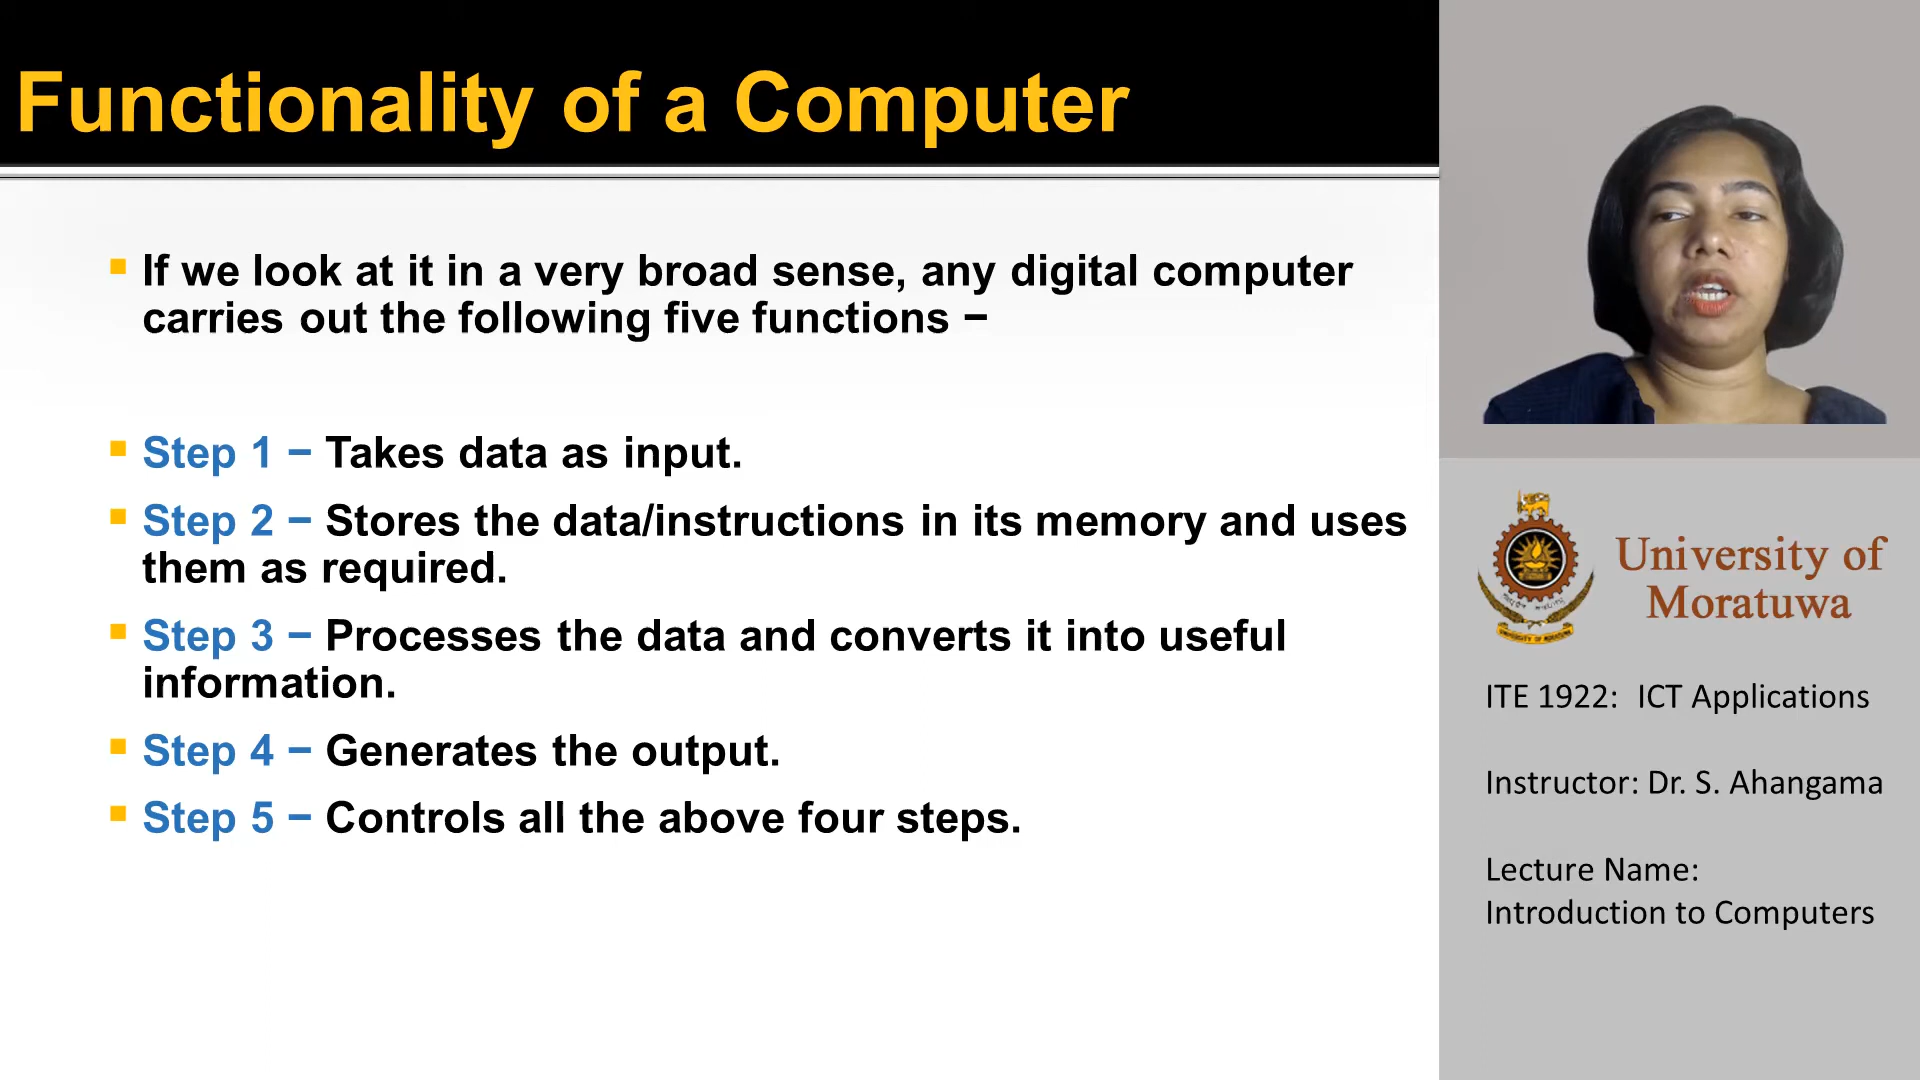 Functionality of a Computer
If we look at it in a very broad sense, any digital computer
carries out the following five functions −
Step 1 − Takes data as input.
Step 2 − Stores the data/instructions in its memory and uses
them as required.
Step 3 − Processes the data and converts it into useful
information.
Step 4 − Generates the output.
Step 5 − Controls all the above four steps.
University of
Moratuwa
UNIVERSITY OF MORATUWA
ITE 1922:  ICT Applications
Instructor: Dr. S. Ahangama
Lecture Name:
Introduction to Computers